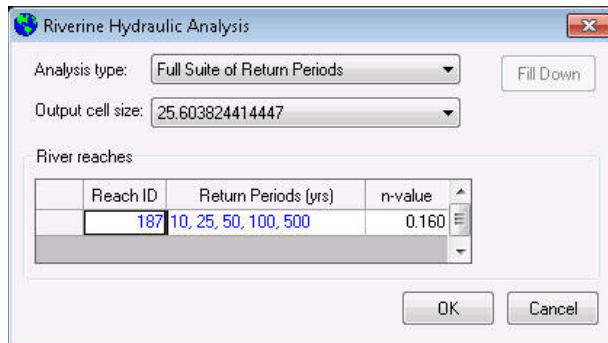 Riverine Hydraulic Analysis
Analysis type: Full Suite of Return Periods
Fill Down
Output cell size: 25.603824414447
River reaches
Reach ID Return Periods (yrs) n-value
187 10, 25, 50, 100, 500 0.160
OK Cancel